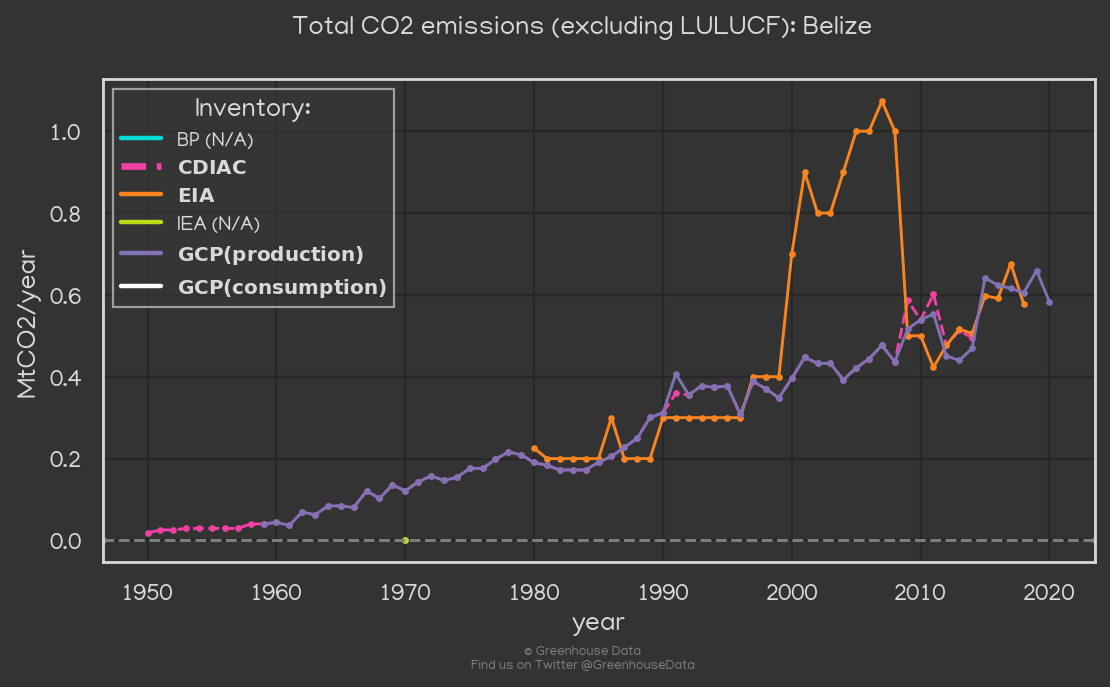 Total CO2 emissions (excluding LULUCF): Belize
Inventory:
BP (N/A)
CDIAC
EIA
IEA (N/A)
GCP(production)
GCP(consumption)
MtCO2/year
1.0
0.8
0.6
0.4
0.2
0.0
1950 1960 1970 1980 1990 2000 2010 2020
year
© Greenhouse Data
Find us on Twitter @GreenhouseData